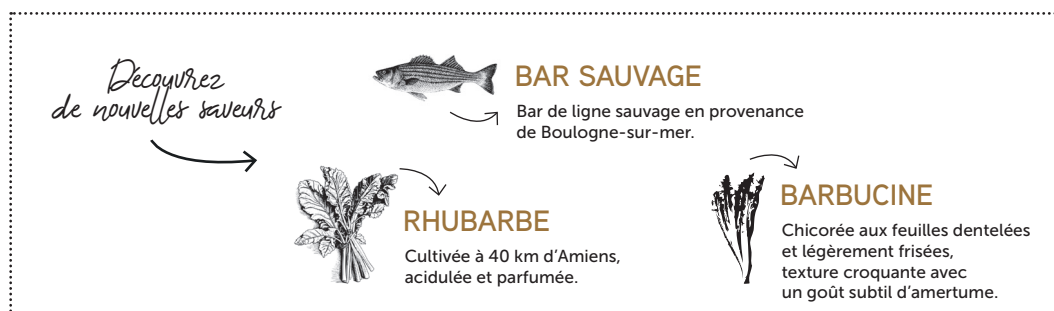 Découvrez
de nouvelles saveurs
BAR SAUVAGE
Bar de ligne sauvage en provenance
de Boulogne-sur-mer.
RHUBARBE
Cultivée à 40 km d’Amiens,
acidulée et parfumée.
BARBUCINE
Chicorée aux feuilles dentelées
et légèrement frisées,
texture croquante avec
un goût subtil d’amertume.